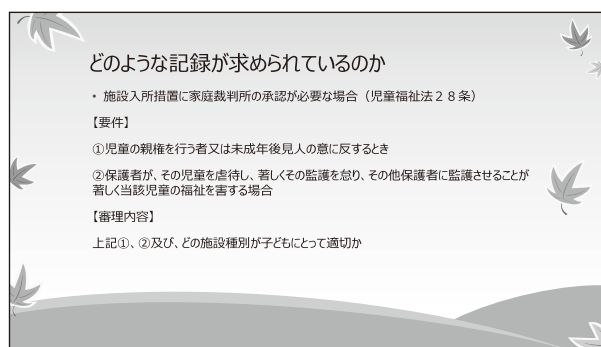 どのような記録が求められているのか
・ 施設入所措置に家庭裁判所の承認が必要な場合（児童福祉法２８条）
【要件】
①児童の親権を行う者又は未成年後見人の意に反するとき
②保護者が、その児童を虐待し、著しくその監護を怠り、その他保護者に監護させることが
著しく当該児童の福祉を害する場合
【審理内容】
上記①、②及び、どの施設種別が子どもにとって適切か